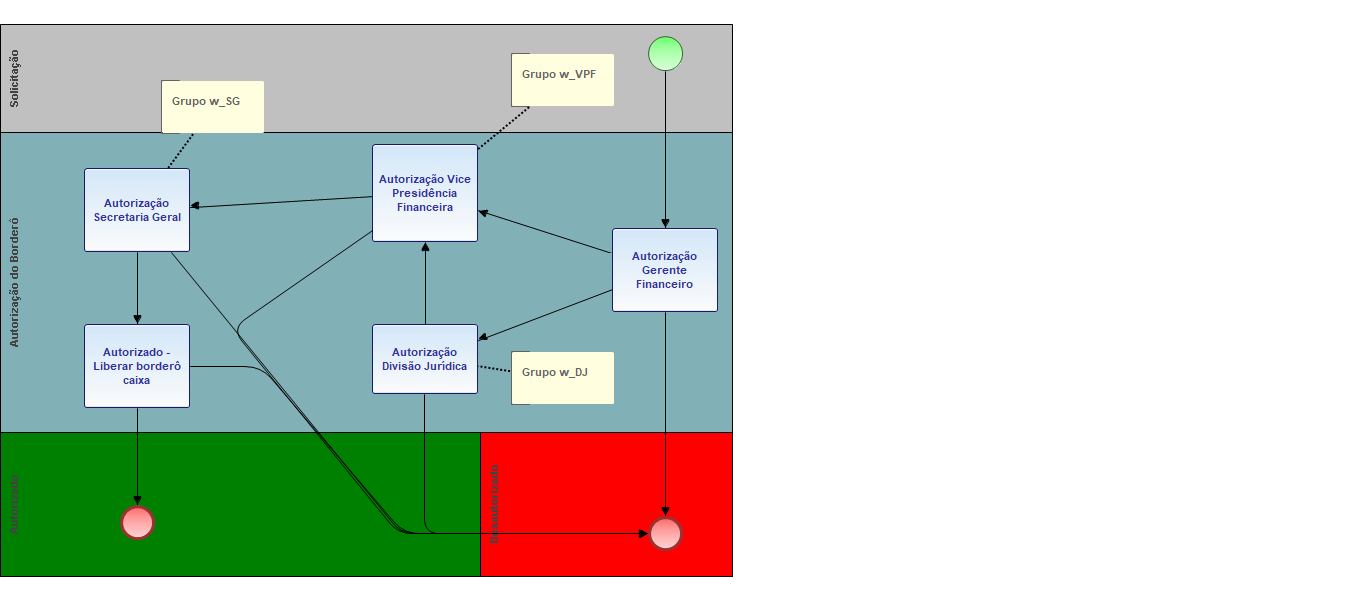 Solicitação
Grupo w_VPF
Grupo w_SG
Autorização do Borderô
Autorização Vice
Presidência
Financeira
Autorização
Secretaria Geral
Autorização
Gerente
Financeiro
Autorizado -
Liberar borderô
caixa
Autorização
Divisão Jurídica
Grupo w_DJ
Autorizado
Desautorizado